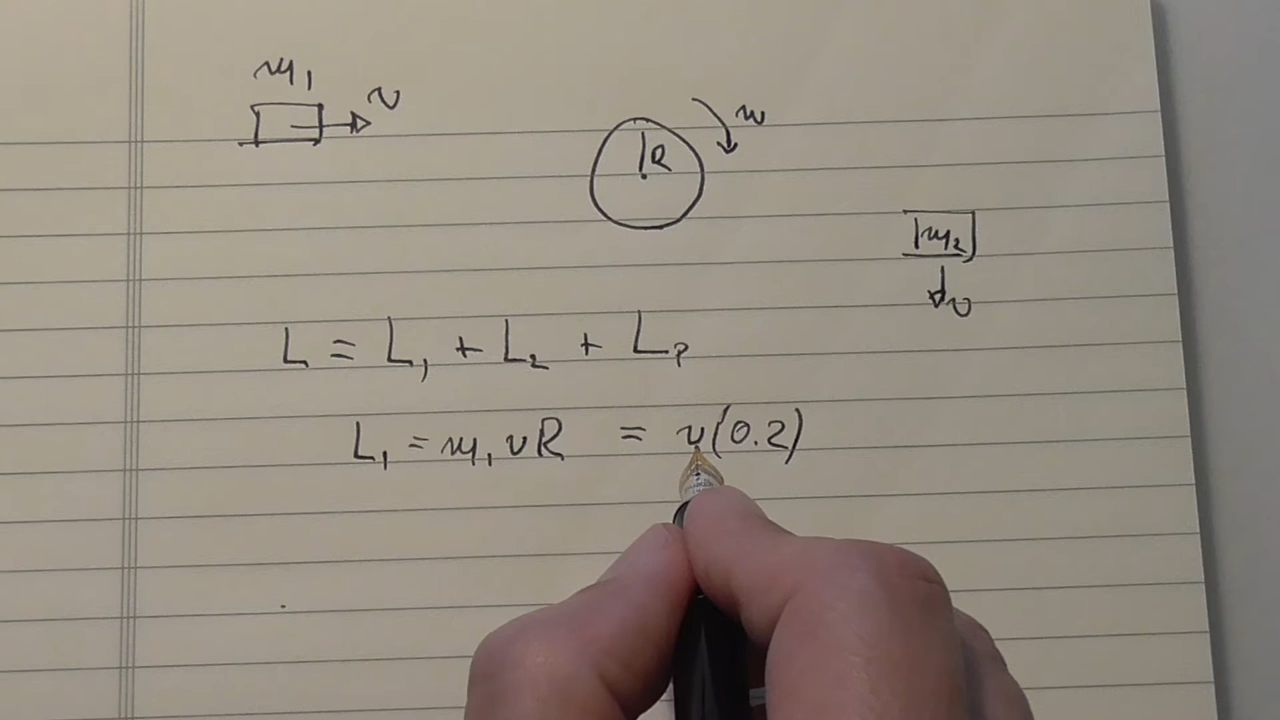 m₁
v
R
ω
m₂
v
L = L₁ + L₂ + Lₚ
L₁ = m₁ v R = v(0.2)